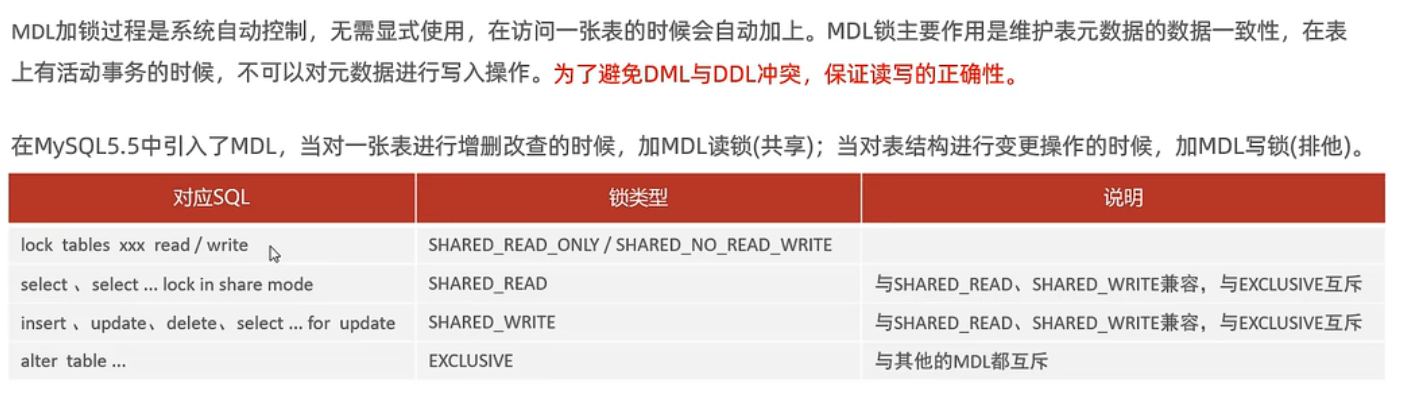 MDL加锁过程是系统自动控制，无需显式使用，在访问一张表的时候会自动加上。MDL锁主要作用是维护表元数据的数据一致性，在表
上有活动事务的时候，不可以对元数据进行写入操作。为了避免DML与DDL冲突，保证读写的正确性。
在MySQL5.5中引入了MDL，当对一张表进行增删改查的时候，加MDL读锁(共享)；当对表结构进行变更操作的时候，加MDL写锁(排他)。
对应SQL 锁类型 说明
lock tables xxx read / write SHARED_READ_ONLY / SHARED_NO_READ_WRITE
select 、select ... lock in share mode SHARED_READ 与SHARED_READ、SHARED_WRITE兼容，与EXCLUSIVE互斥
insert 、update、delete、select ... for update SHARED_WRITE 与SHARED_READ、SHARED_WRITE兼容，与EXCLUSIVE互斥
alter table ... EXCLUSIVE 与其他的MDL都互斥